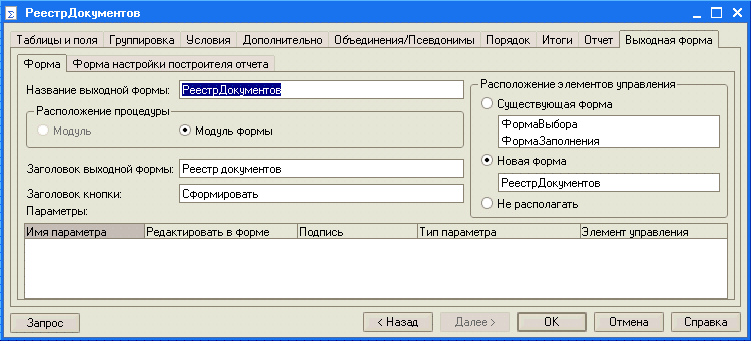 РеестрДокументов
Таблицы и поля Группировка Условия Дополнительно Объединения/Псевдонимы Порядок Итоги Отчет Выходная форма
Форма Форма настройки построителя отчета
Название выходной формы: РеестрДокументов
Расположение процедуры
Модуль Модуль формы
Заголовок выходной формы: Реестр документов
Заголовок кнопки: Сформировать
Расположение элементов управления
Существующая форма
ФормаВыбора
ФормаЗаполнения
Новая форма
РеестрДокументов
Не располагать
Параметры:
Имя параметра Редактировать в форме Подпись Тип параметра Элемент управления
Запрос < Назад Далее > OK Отмена Справка